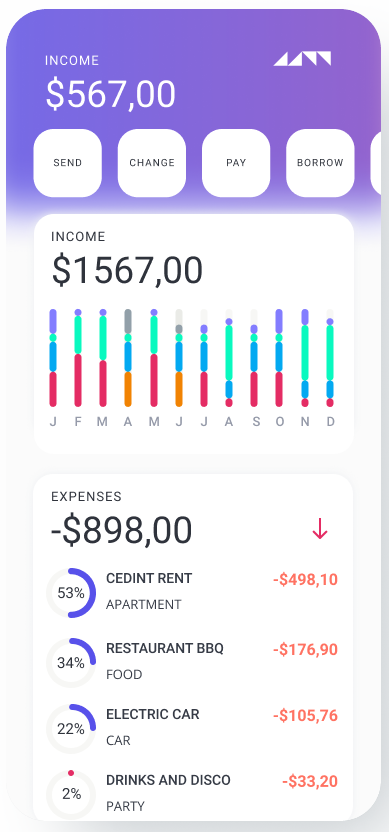 INCOME
$567,00
SEND CHANGE PAY BORROW
INCOME
$1567,00
J F M A M J J A S O N D
EXPENSES
-$898,00
53% CEDINT RENT -$498,10
APARTMENT
34% RESTAURANT BBQ -$176,90
FOOD
22% ELECTRIC CAR -$105,76
CAR
2% DRINKS AND DISCO -$33,20
PARTY